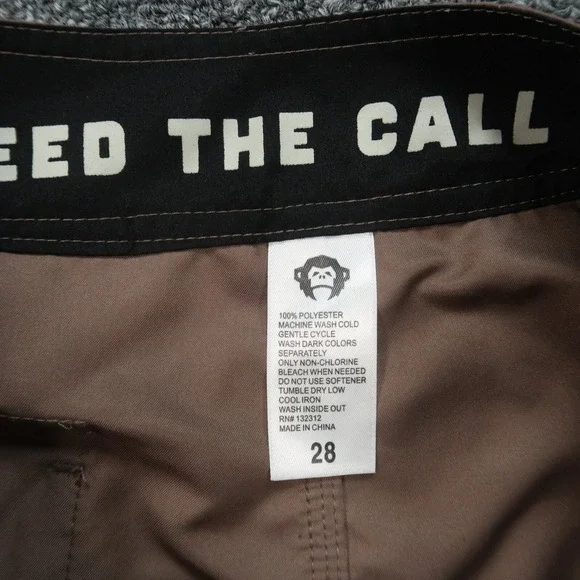 EED THE CALL
100% POLYESTER
MACHINE WASH COLD
GENTLE CYCLE
WASH DARK COLORS
SEPARATELY
ONLY NON-CHLORINE
BLEACH WHEN NEEDED
DO NOT USE SOFTENER
TUMBLE DRY LOW
COOL IRON
WASH INSIDE OUT
RN# 132312
MADE IN CHINA
28